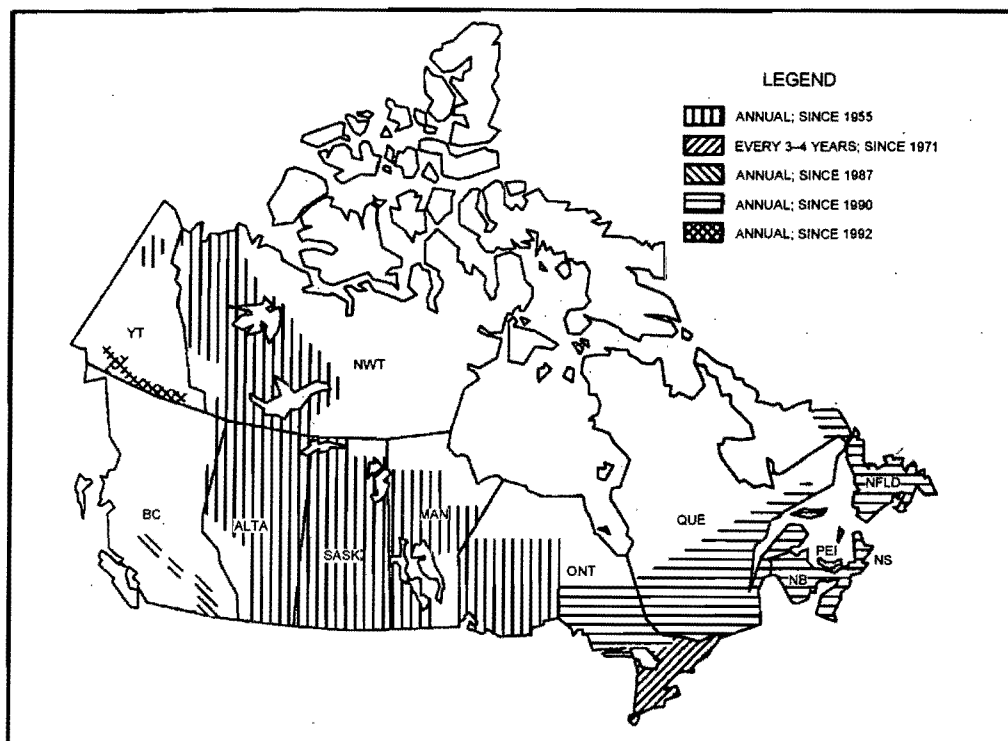 LEGEND
ANNUAL; SINCE 1955
EVERY 3–4 YEARS; SINCE 1971
ANNUAL; SINCE 1987
ANNUAL; SINCE 1990
ANNUAL; SINCE 1992
YT
NWT
BC
ALTA
SASK
MAN
ONT
QUE
NFLD
PEI
NS
NB